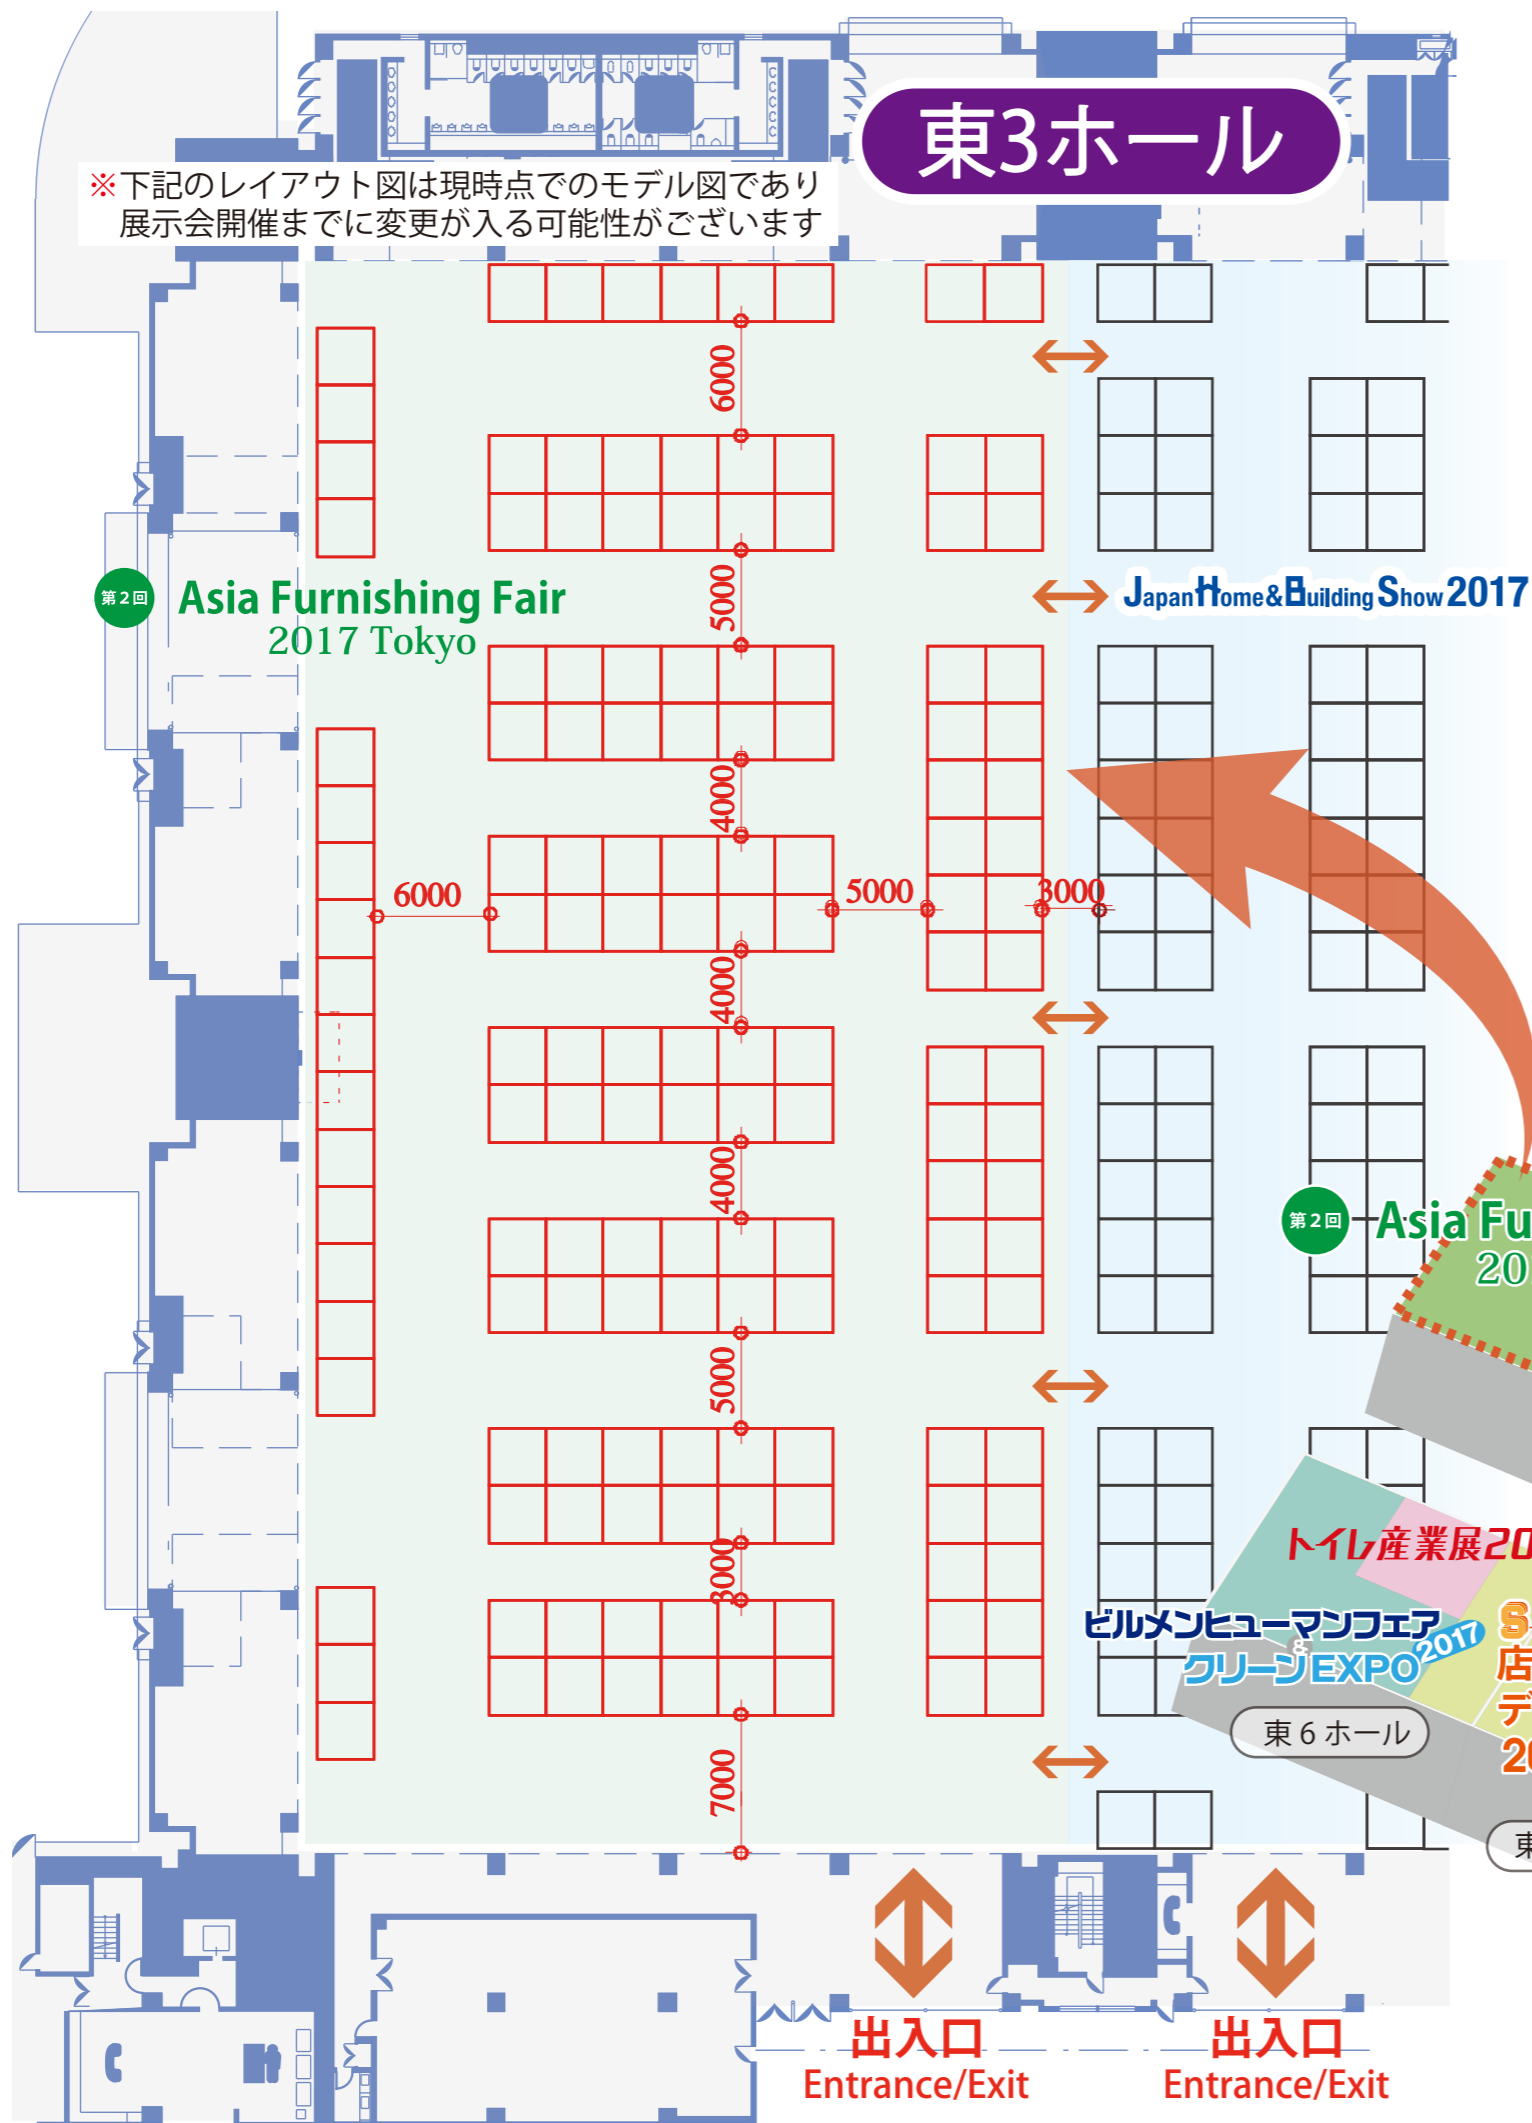 東3ホール
※下記のレイアウト図は現時点でのモデル図であり
展示会開催までに変更が入る可能性がございます
6000
5000
第2回 Asia Furnishing Fair
2017 Tokyo
Japan Home & Building Show 2017
4000
6000
5000
3000
4000
4000
第2回 Asia Fu
20
5000
トイレ産業展20
3000
ビルメンヒューマンフェア
&
クリーンEXPO 2017
S
店
デ
20
東6ホール
7000
東
出入口
Entrance/Exit
出入口
Entrance/Exit